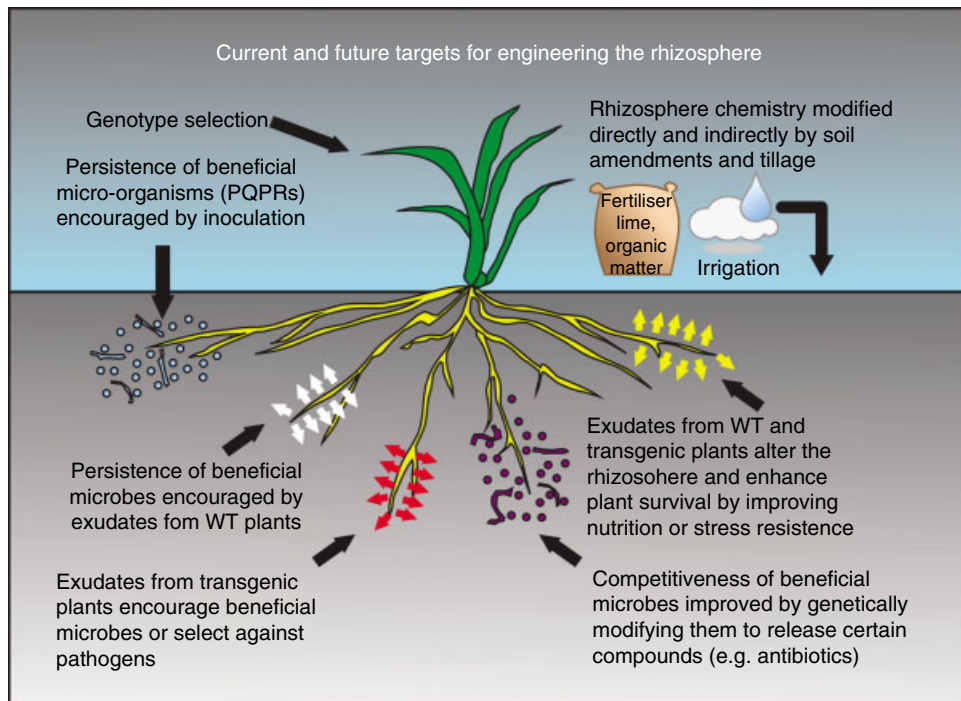 Current and future targets for engineering the rhizosphere
Genotype selection
Persistence of beneficial
micro-organisms (PQPRs)
encouraged by inoculation
Rhizosphere chemistry modified
directly and indirectly by soil
amendments and tillage
Fertiliser
lime,
organic
matter
Irrigation
Persistence of beneficial
microbes encouraged by
exudates fom WT plants
Exudates from transgenic
plants encourage beneficial
microbes or select against
pathogens
Exudates from WT and
transgenic plants alter the
rhizosohere and enhance
plant survival by improving
nutrition or stress resistence
Competitiveness of beneficial
microbes improved by genetically
modifying them to release certain
compounds (e.g. antibiotics)